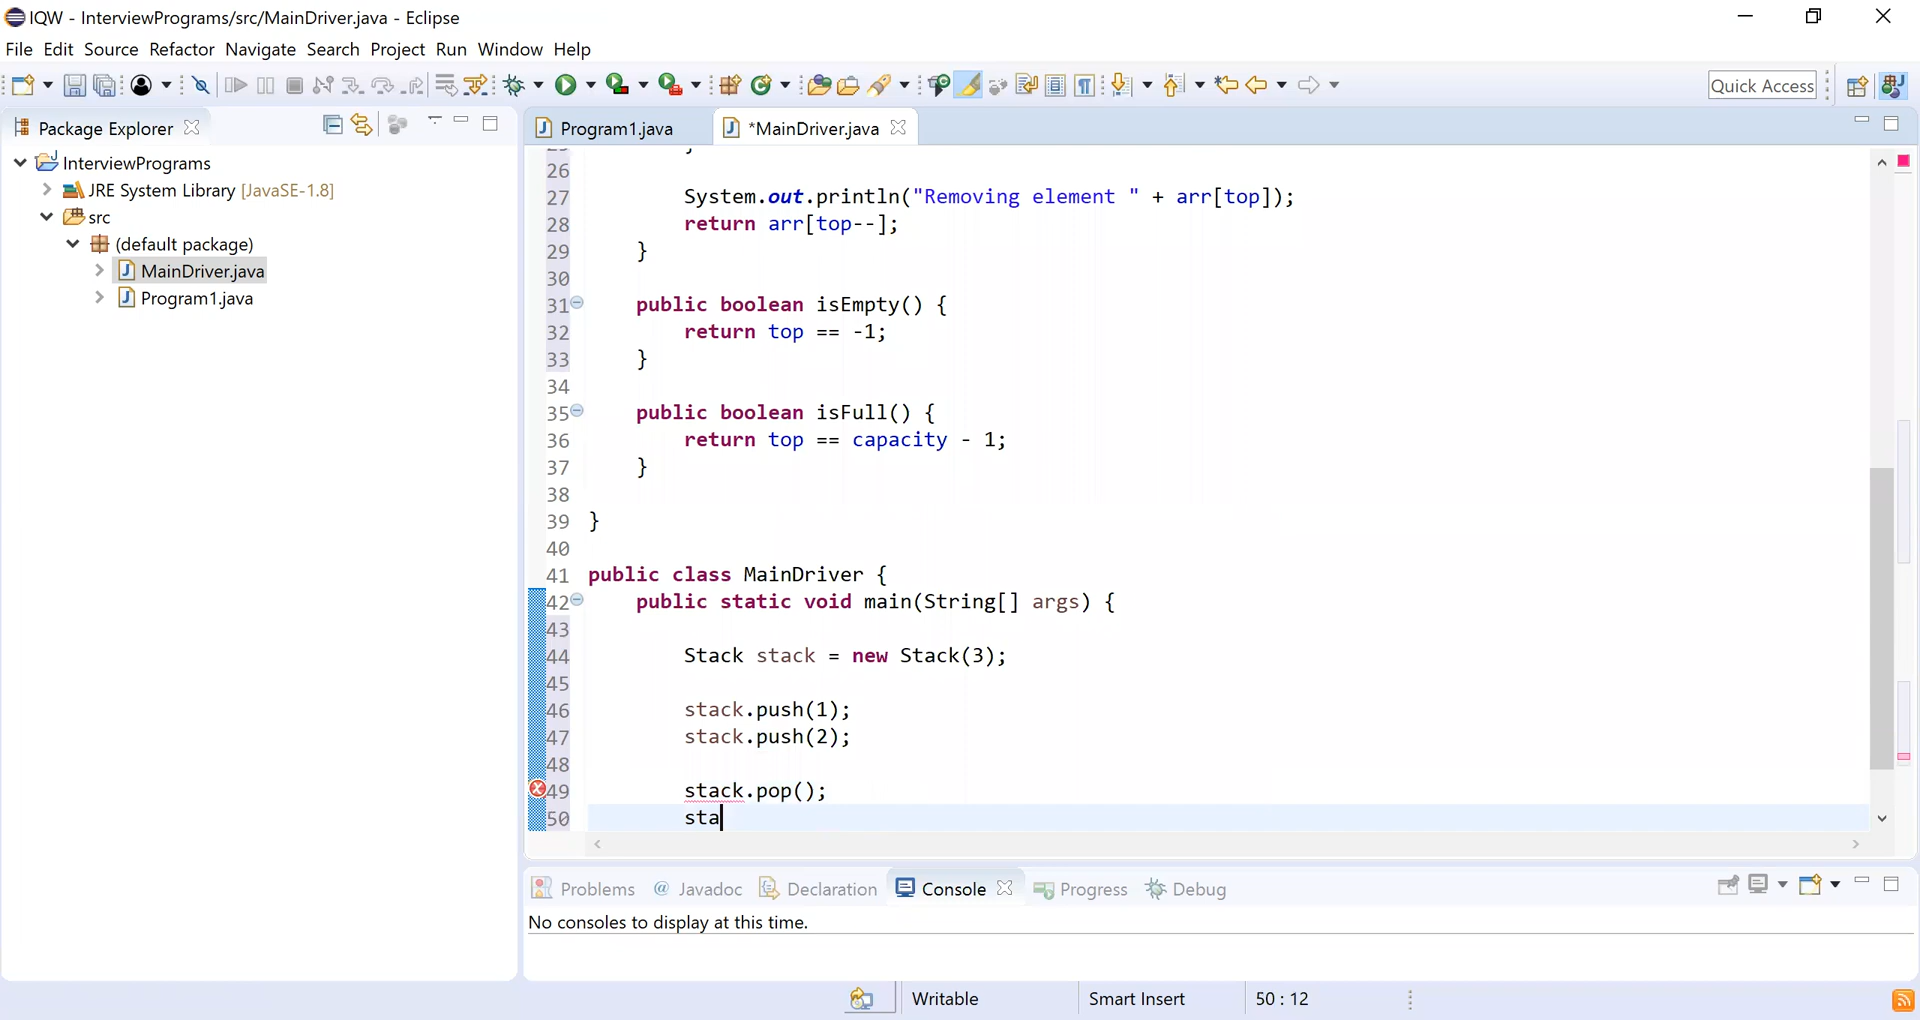 IQW - InterviewPrograms/src/MainDriver.java - Eclipse
File Edit Source Refactor Navigate Search Project Run Window Help
Quick Access
Package Explorer
InterviewPrograms
JRE System Library [JavaSE-1.8]
src
(default package)
MainDriver.java
Program1.java
Program1.java *MainDriver.java
26
27 System.out.println("Removing element " + arr[top]);
28 return arr[top--];
29 }
30
31 public boolean isEmpty() {
32 return top == -1;
33 }
34
35 public boolean isFull() {
36 return top == capacity - 1;
37 }
38
39 }
40
41 public class MainDriver {
42 public static void main(String[] args) {
43
44 Stack stack = new Stack(3);
45
46 stack.push(1);
47 stack.push(2);
48
49 stack.pop();
50 sta
Problems @ Javadoc Declaration Console Progress Debug
No consoles to display at this time.
Writable Smart Insert 50 : 12